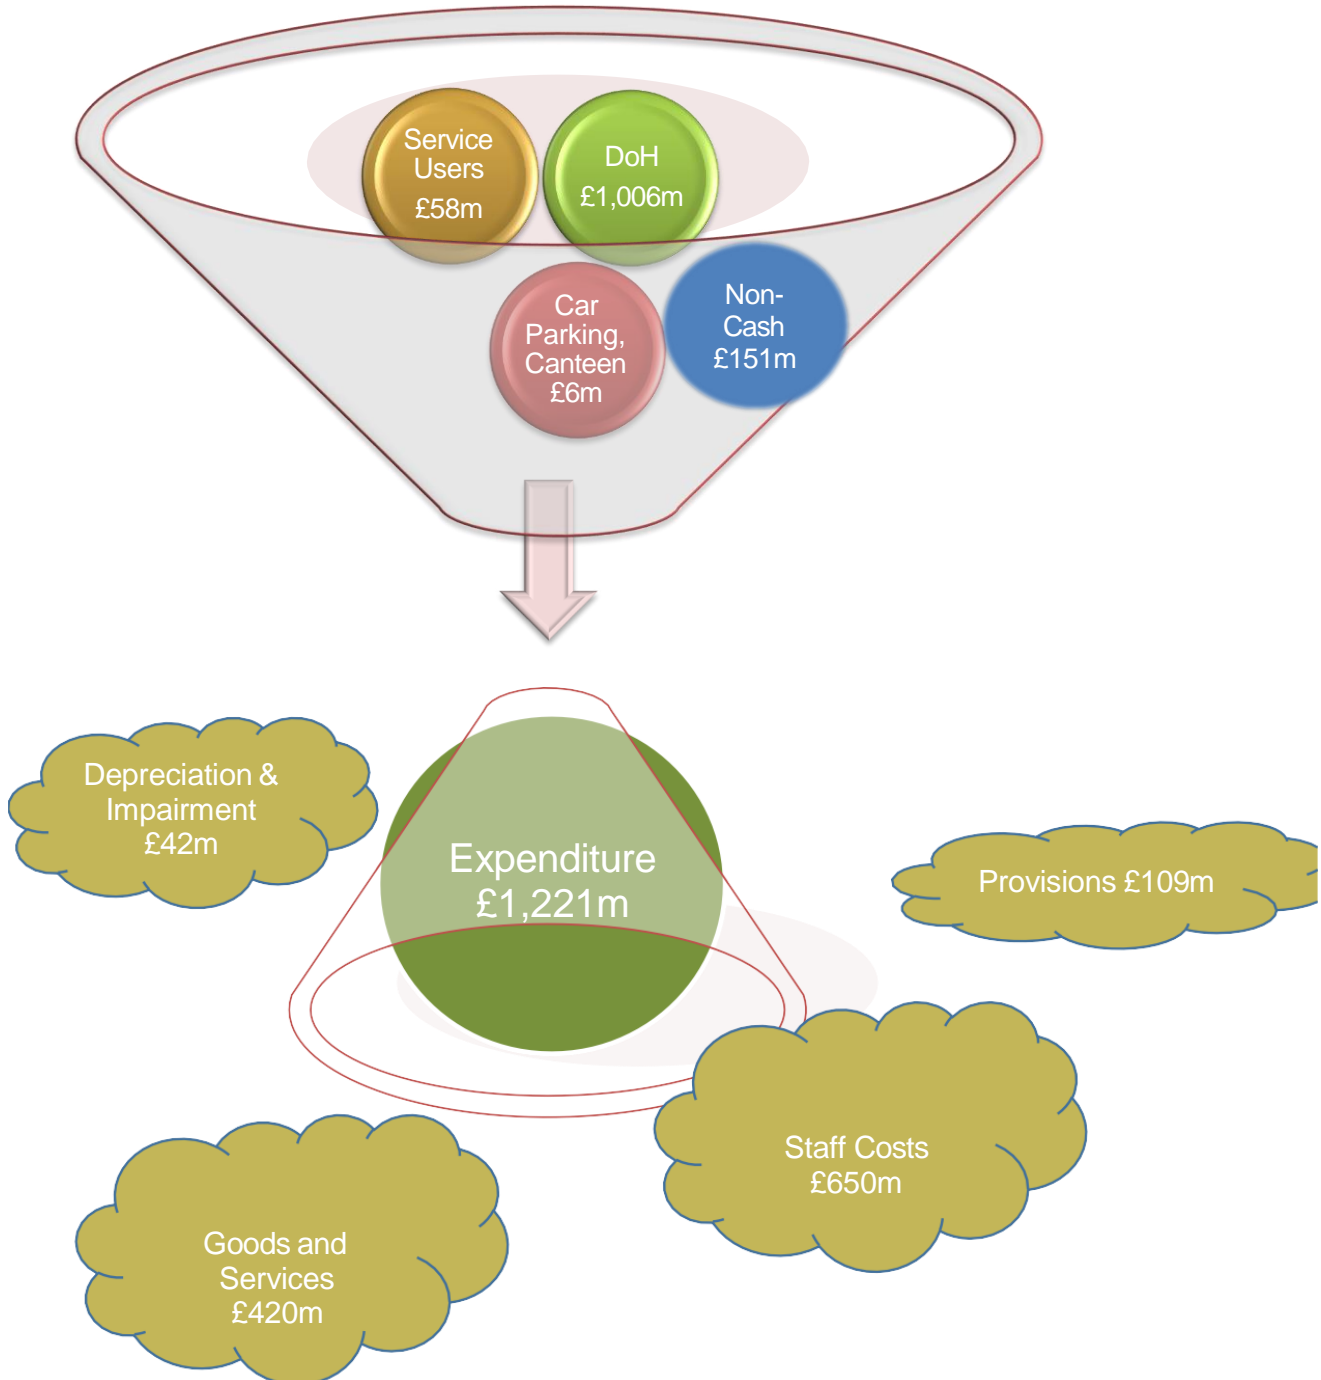 Service
Users
£58m
DoH
£1,006m
Car
Parking,
Canteen
£6m
Non-
Cash
£151m
Depreciation &
Impairment
£42m
Expenditure
£1,221m
Provisions £109m
Staff Costs
£650m
Goods and
Services
£420m